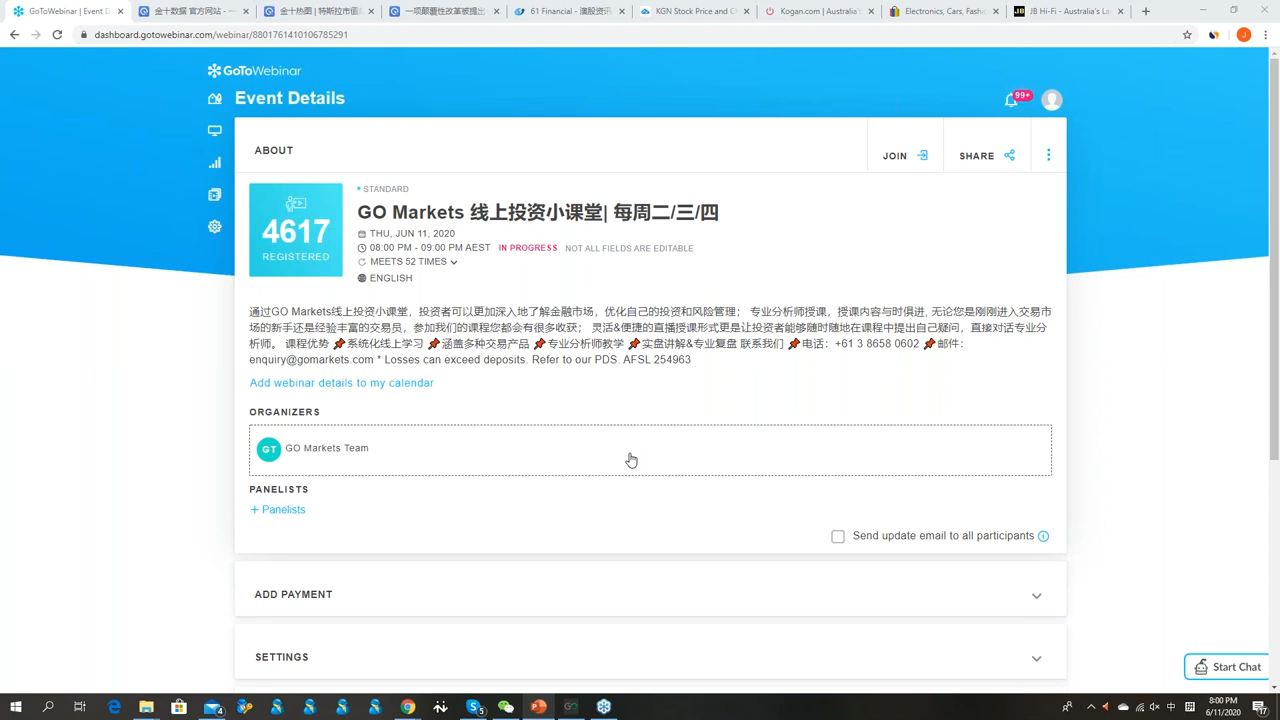 GoToWebinar | Event D
金十数据 官方网站 - 一
金十热图 | 特斯拉市值
一项颠覆性改革被提出
61 Financial - 澳股资讯
KGN Stock Price and C
Kogan.com | Australia's
Electronics, Cars, Fashi
JB Hi-Fi - Australia's La
dashboard.gotowebinar.com/webinar/8801761410106785291
J
GoToWebinar
Event Details
99+
ABOUT
JOIN
SHARE
4617
REGISTERED
STANDARD
GO Markets 线上投资小课堂| 每周二/三/四
THU, JUN 11, 2020
08:00 PM - 09:00 PM AEST IN PROGRESS NOT ALL FIELDS ARE EDITABLE
MEETS 52 TIMES
ENGLISH
通过GO Markets线上投资小课堂，投资者可以更加深入地了解金融市场，优化自己的投资和风险管理； 专业分析师授课，授课内容与时俱进, 无论您是刚刚进入交易市
场的新手还是经验丰富的交易员，参加我们的课程您都会有很多收获； 灵活&便捷的直播授课形式更是让投资者能够随时随地在课程中提出自己疑问，直接对话专业分
析师。 课程优势 📌系统化线上学习 📌涵盖多种交易产品 📌专业分析师教学 📌实盘讲解&专业复盘 联系我们 📌电话：+61 3 8658 0602 📌邮件：
enquiry@gomarkets.com * Losses can exceed deposits. Refer to our PDS. AFSL 254963
Add webinar details to my calendar
ORGANIZERS
GT GO Markets Team
PANELISTS
+ Panelists
Send update email to all participants
ADD PAYMENT
SETTINGS
Start Chat
4
5
GO
中
8:00 PM
6/11/2020
17